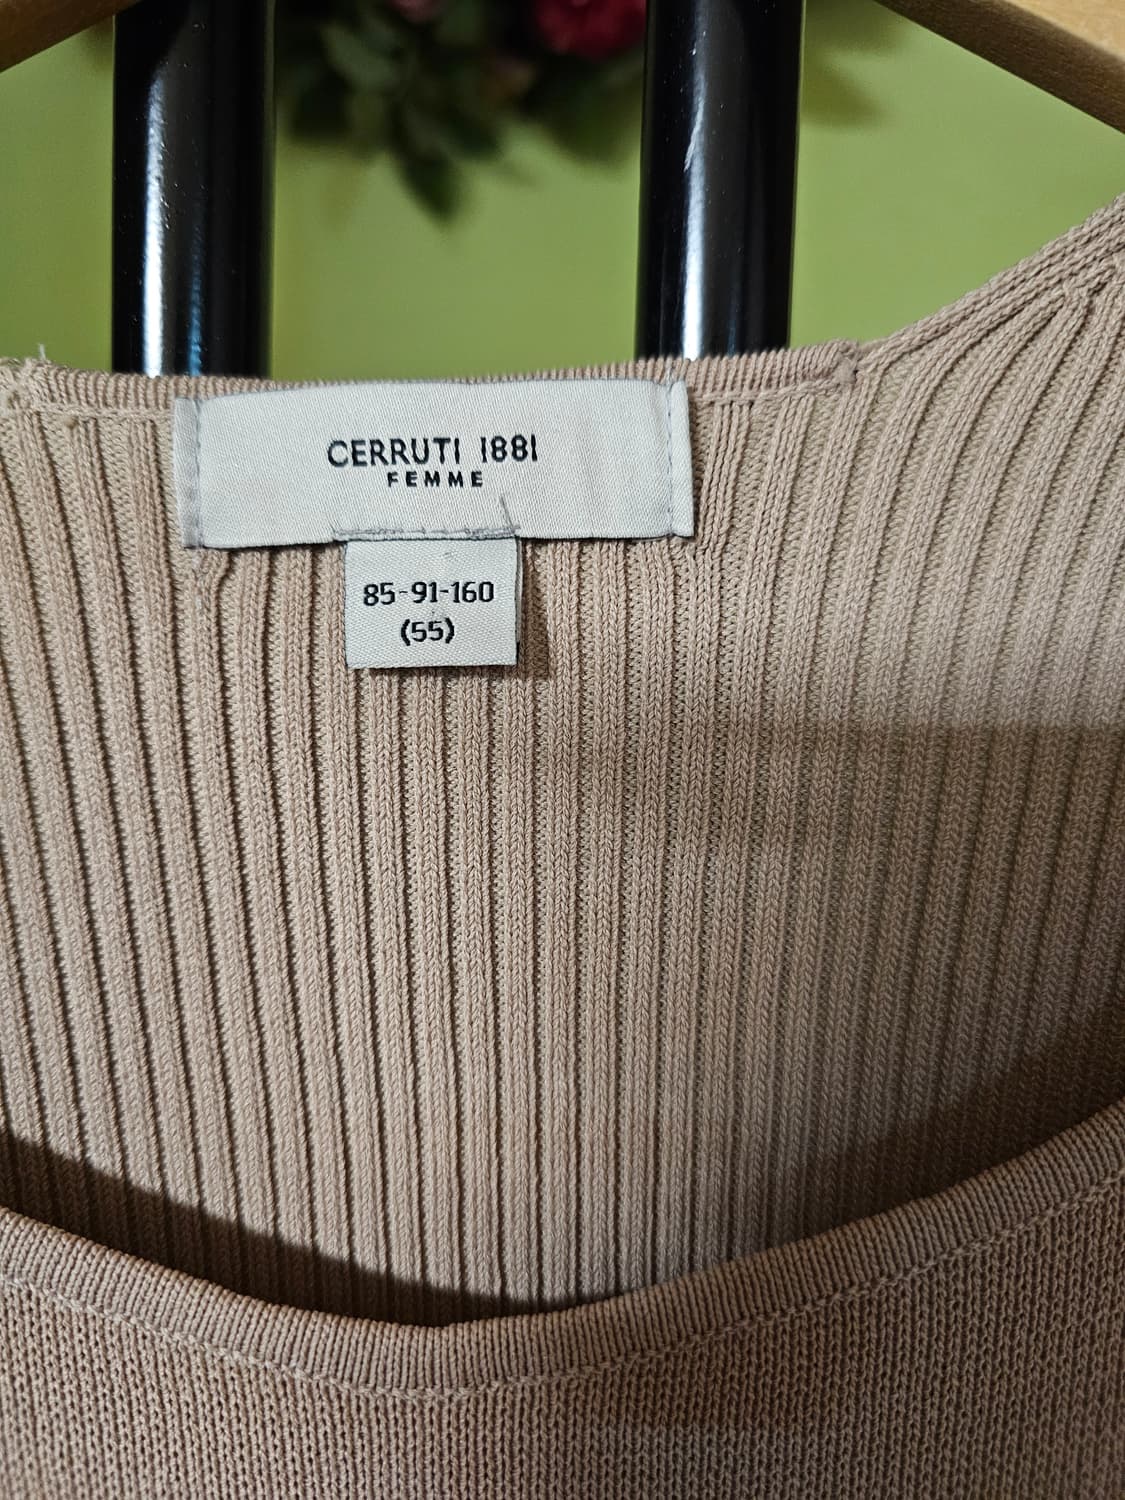 CERRUTI 1881
FEMME
85-91-160
(55)